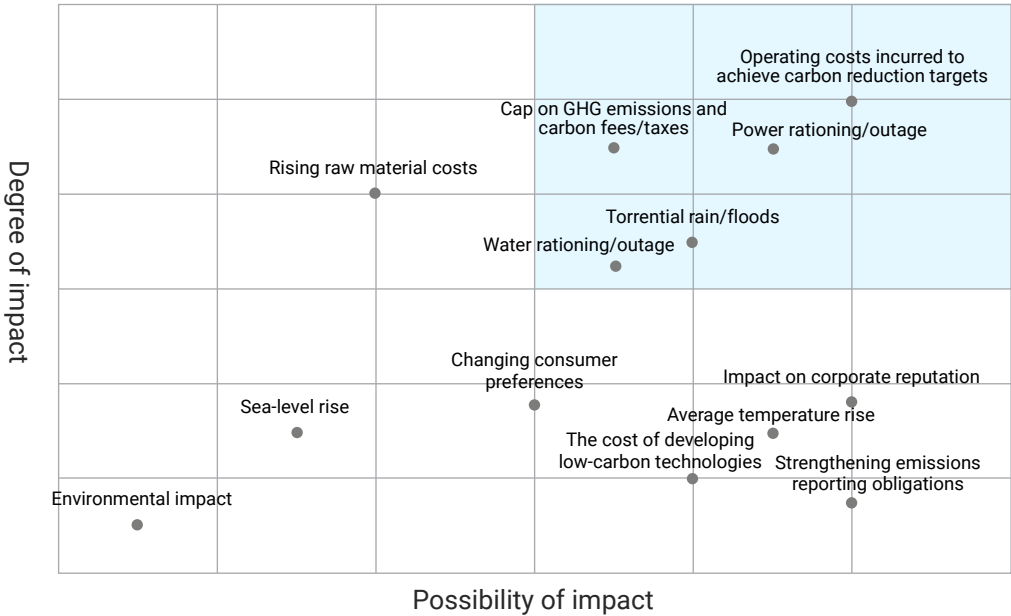 Operating costs incurred to
achieve carbon reduction targets
Cap on GHG emissions and
carbon fees/taxes
Power rationing/outage
Rising raw material costs
Torrential rain/floods
Water rationing/outage
Degree of impact
Changing consumer
preferences
Impact on corporate reputation
Sea-level rise
Average temperature rise
The cost of developing
low-carbon technologies
Strengthening emissions
reporting obligations
Environmental impact
Possibility of impact